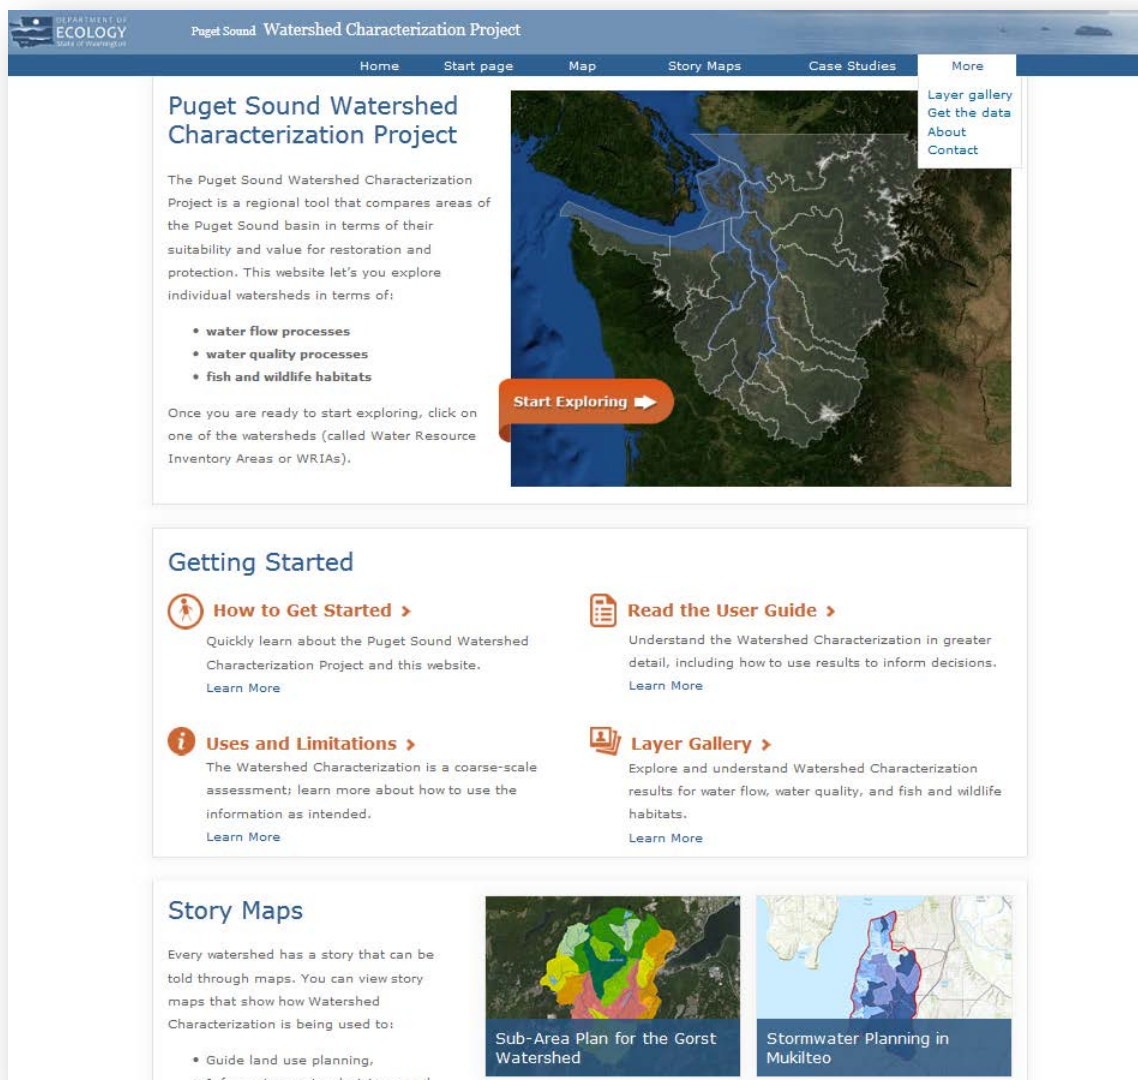 DEPARTMENT OF
ECOLOGY
State of Washington
Puget Sound Watershed Characterization Project
Home Start page Map Story Maps Case Studies More
Layer gallery
Get the data
About
Contact
Puget Sound Watershed
Characterization Project
The Puget Sound Watershed Characterization
Project is a regional tool that compares areas of
the Puget Sound basin in terms of their
suitability and value for restoration and
protection. This website let's you explore
individual watersheds in terms of:
• water flow processes
• water quality processes
• fish and wildlife habitats
Once you are ready to start exploring, click on
one of the watersheds (called Water Resource
Inventory Areas or WRIAs).
Start Exploring
Getting Started
How to Get Started >
Quickly learn about the Puget Sound Watershed
Characterization Project and this website.
Learn More
Read the User Guide >
Understand the Watershed Characterization in greater
detail, including how to use results to inform decisions.
Learn More
Uses and Limitations >
The Watershed Characterization is a coarse-scale
assessment; learn more about how to use the
information as intended.
Learn More
Layer Gallery >
Explore and understand Watershed Characterization
results for water flow, water quality, and fish and wildlife
habitats.
Learn More
Story Maps
Every watershed has a story that can be
told through maps. You can view story
maps that show how Watershed
Characterization is being used to:
• Guide land use planning,
Sub-Area Plan for the Gorst
Watershed
Stormwater Planning in
Mukilteo